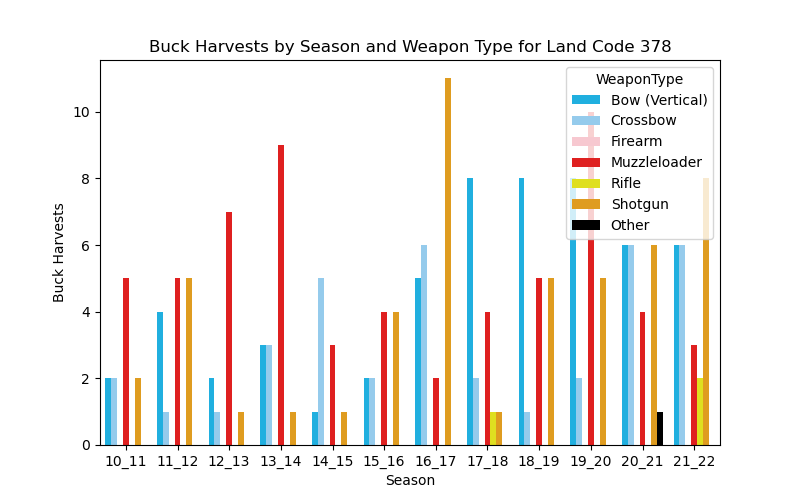 Buck Harvests by Season and Weapon Type for Land Code 378
WeaponType
Bow (Vertical)
Crossbow
Firearm
Muzzleloader
Rifle
Shotgun
Other
Buck Harvests
10
8
6
4
2
0
10_11 11_12 12_13 13_14 14_15 15_16 16_17 17_18 18_19 19_20 20_21 21_22
Season